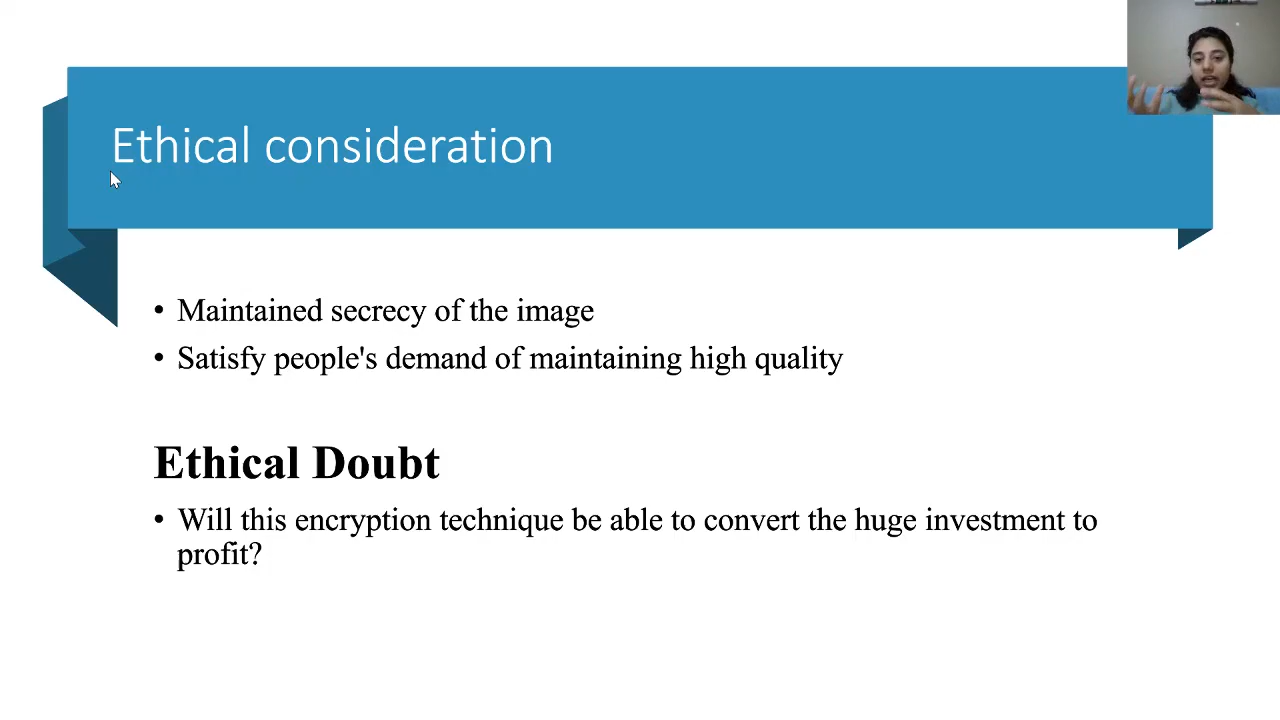 Ethical consideration
• Maintained secrecy of the image
• Satisfy people's demand of maintaining high quality
Ethical Doubt
• Will this encryption technique be able to convert the huge investment to
profit?